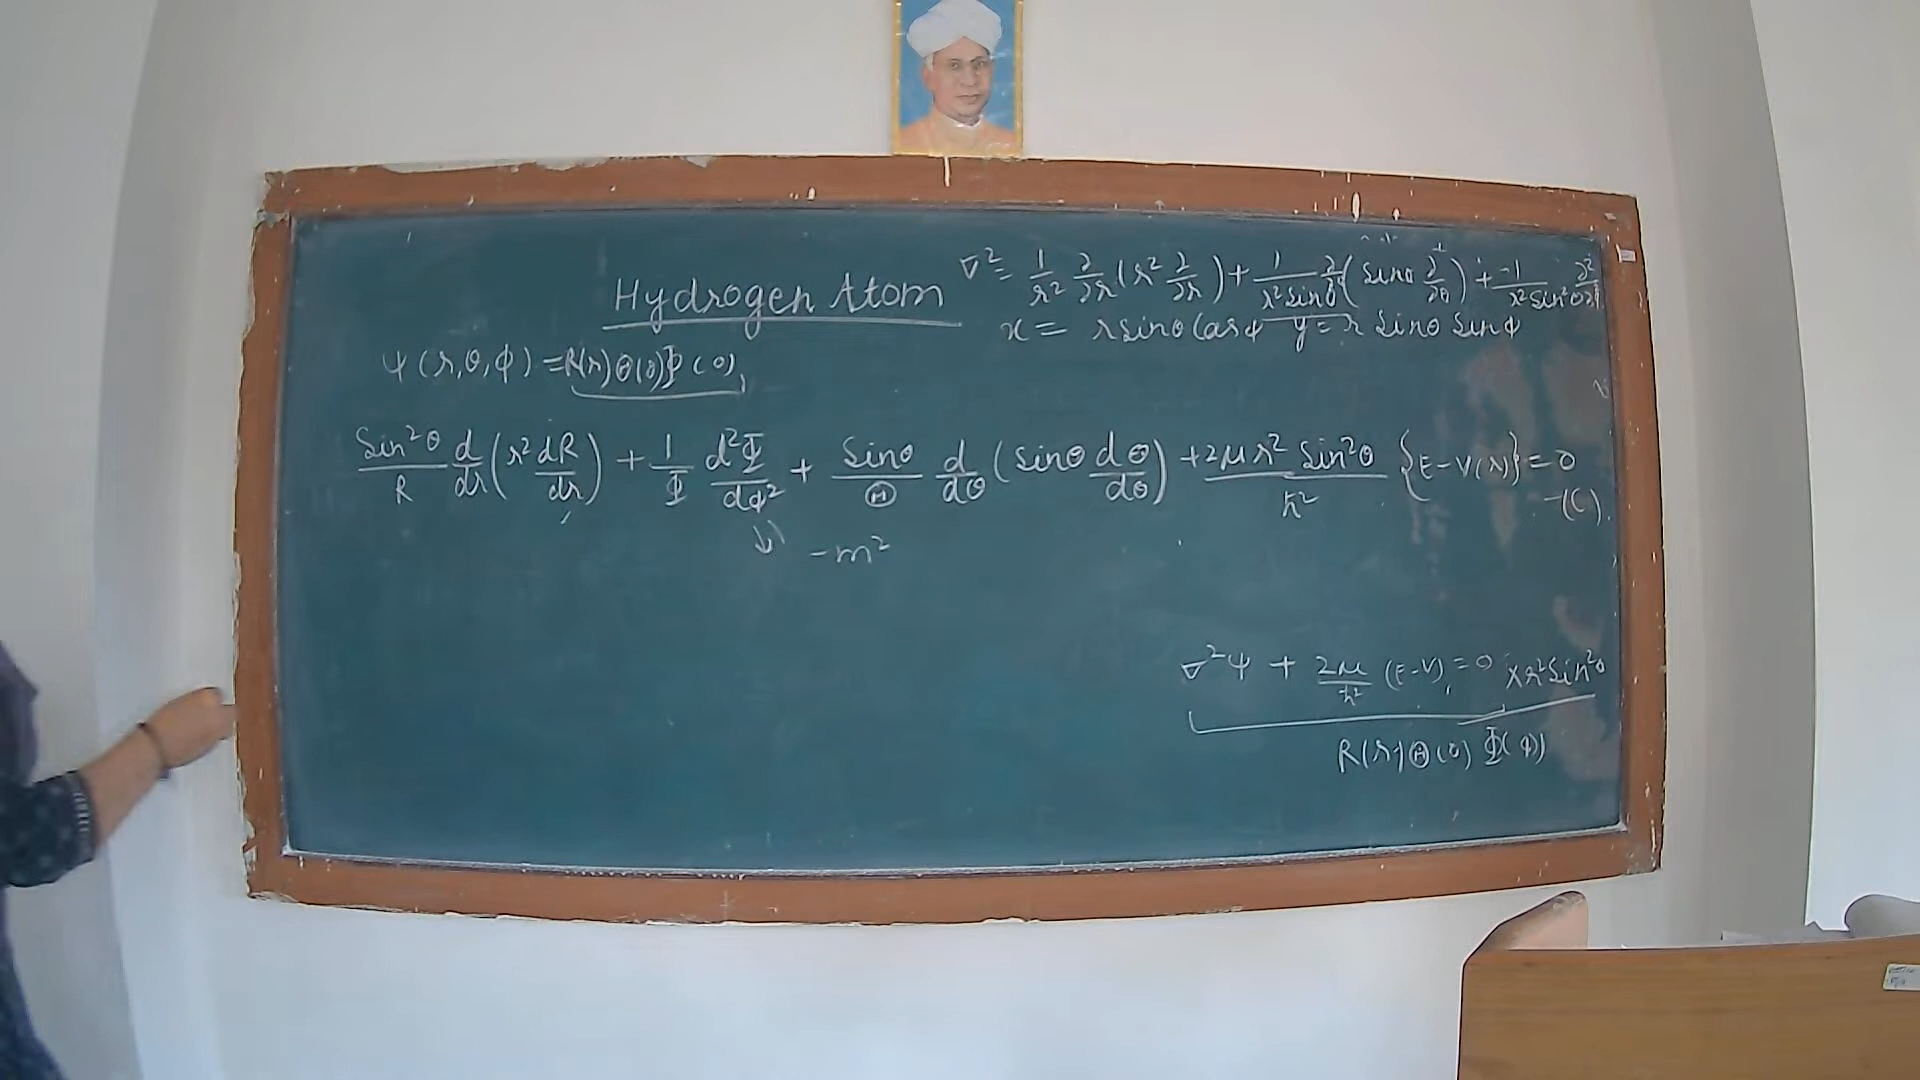 Hydrogen Atom
∇² = 1/r² ∂/∂r (r² ∂/∂r) + 1/r² sinθ ∂/∂θ (sinθ ∂/∂θ) + 1/r² sin²θ ∂²/∂φ²
x = r sinθ Cosφ y = r Sinθ Sinφ
ψ(r,θ,φ) = R(r) Θ(θ) Φ(0)
Sin²θ/R d/dr (r² dR/dr) + 1/Φ d²Φ/dφ² + Sinθ/Θ d/dθ (sinθ dΘ/dθ) + 2μr² Sin²θ/ħ² {E-V(r)} = 0
-(C).
↓ -m²
∇²ψ + 2μ/ħ² (E-V) = 0 × r² Sin²θ
R(r) Θ(θ) Φ(φ)